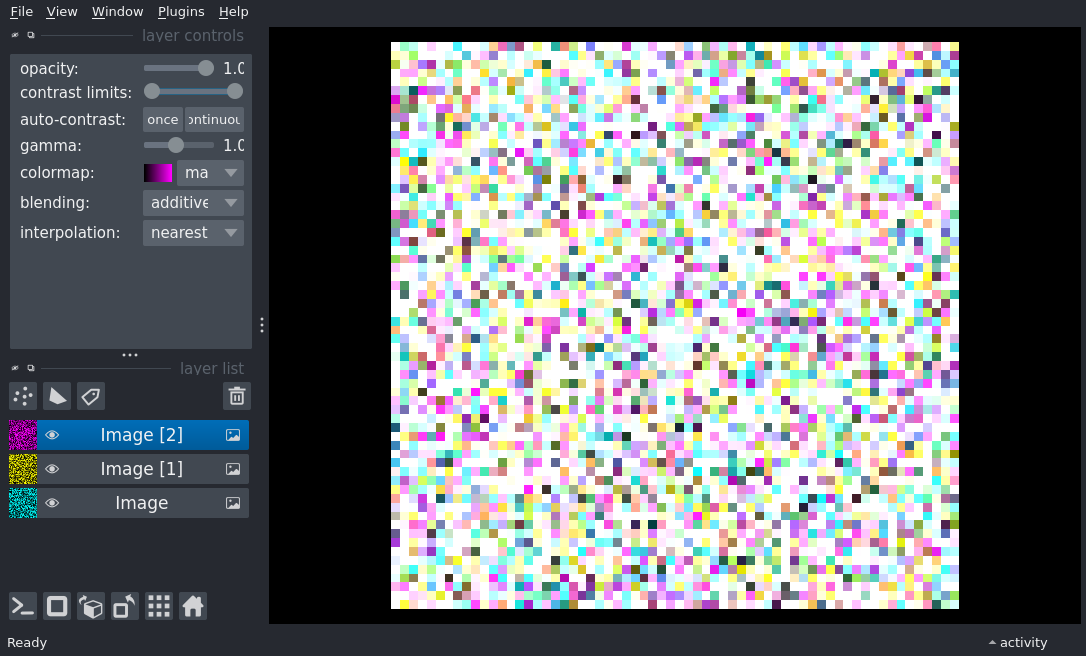 File View Window Plugins Help
layer controls
opacity: 1.0
contrast limits:
auto-contrast: once ontinuou
gamma: 1.0
colormap: ma
blending: additive
interpolation: nearest
layer list
Image [2]
Image [1]
Image
Ready
activity